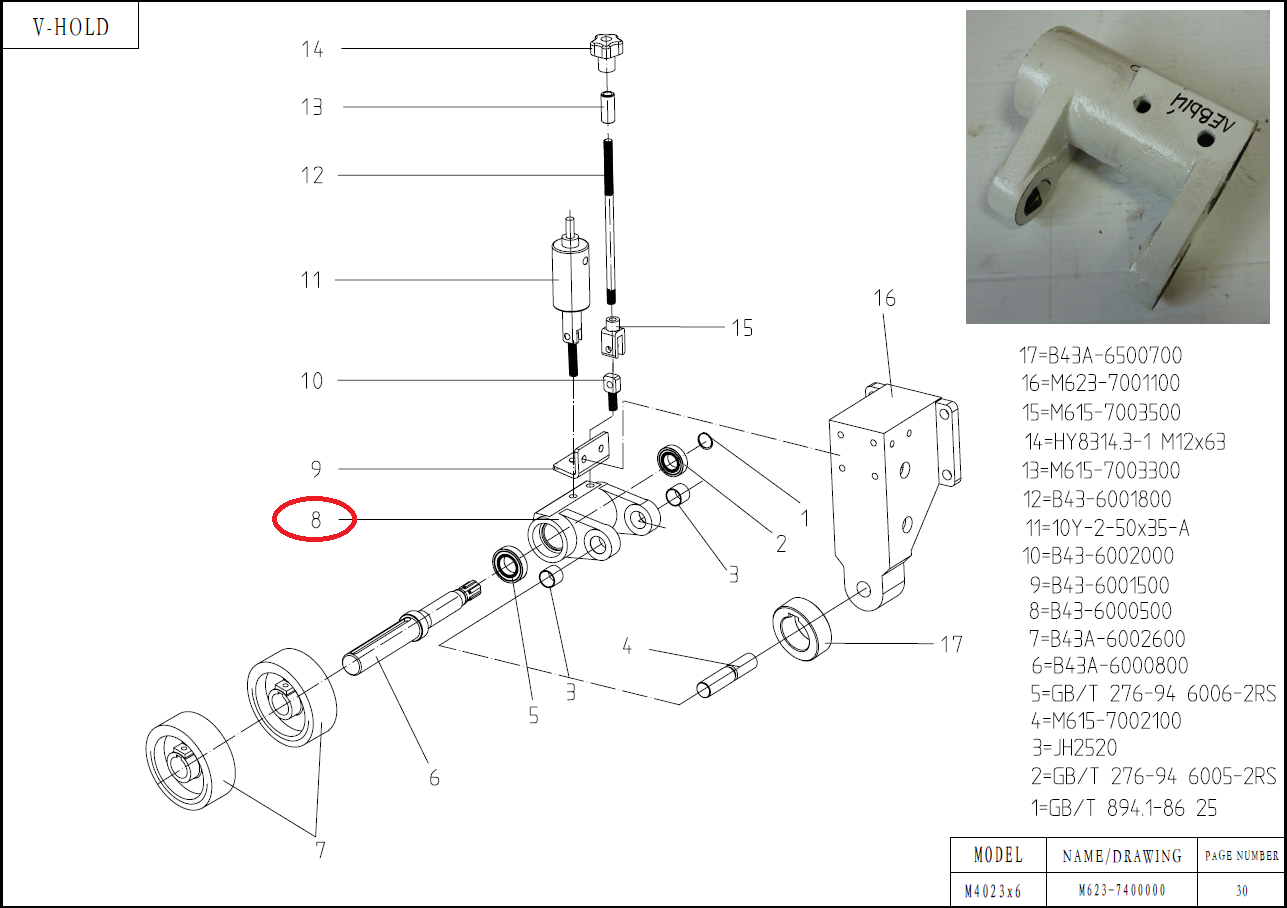 V-HOLD
14
13
12
11
15
16
10
9
8
1
2
3
4
17
3
5
6
7
ЛЕВЫЙ
17=B43A-6500700
16=M623-7001100
15=M615-7003500
14=HY8314.3-1 M12x63
13=M615-7003300
12=B43-6001800
11=10Y-2-50x35-A
10=B43-6002000
9=B43-6001500
8=B43-6000500
7=B43A-6002600
6=B43A-6000800
5=GB/T 276-94 6006-2RS
4=M615-7002100
3=JH2520
2=GB/T 276-94 6005-2RS
1=GB/T 894.1-86 25
MODEL NAME/DRAWING PAGE NUMBER
M4023x6 M623-7400000 30